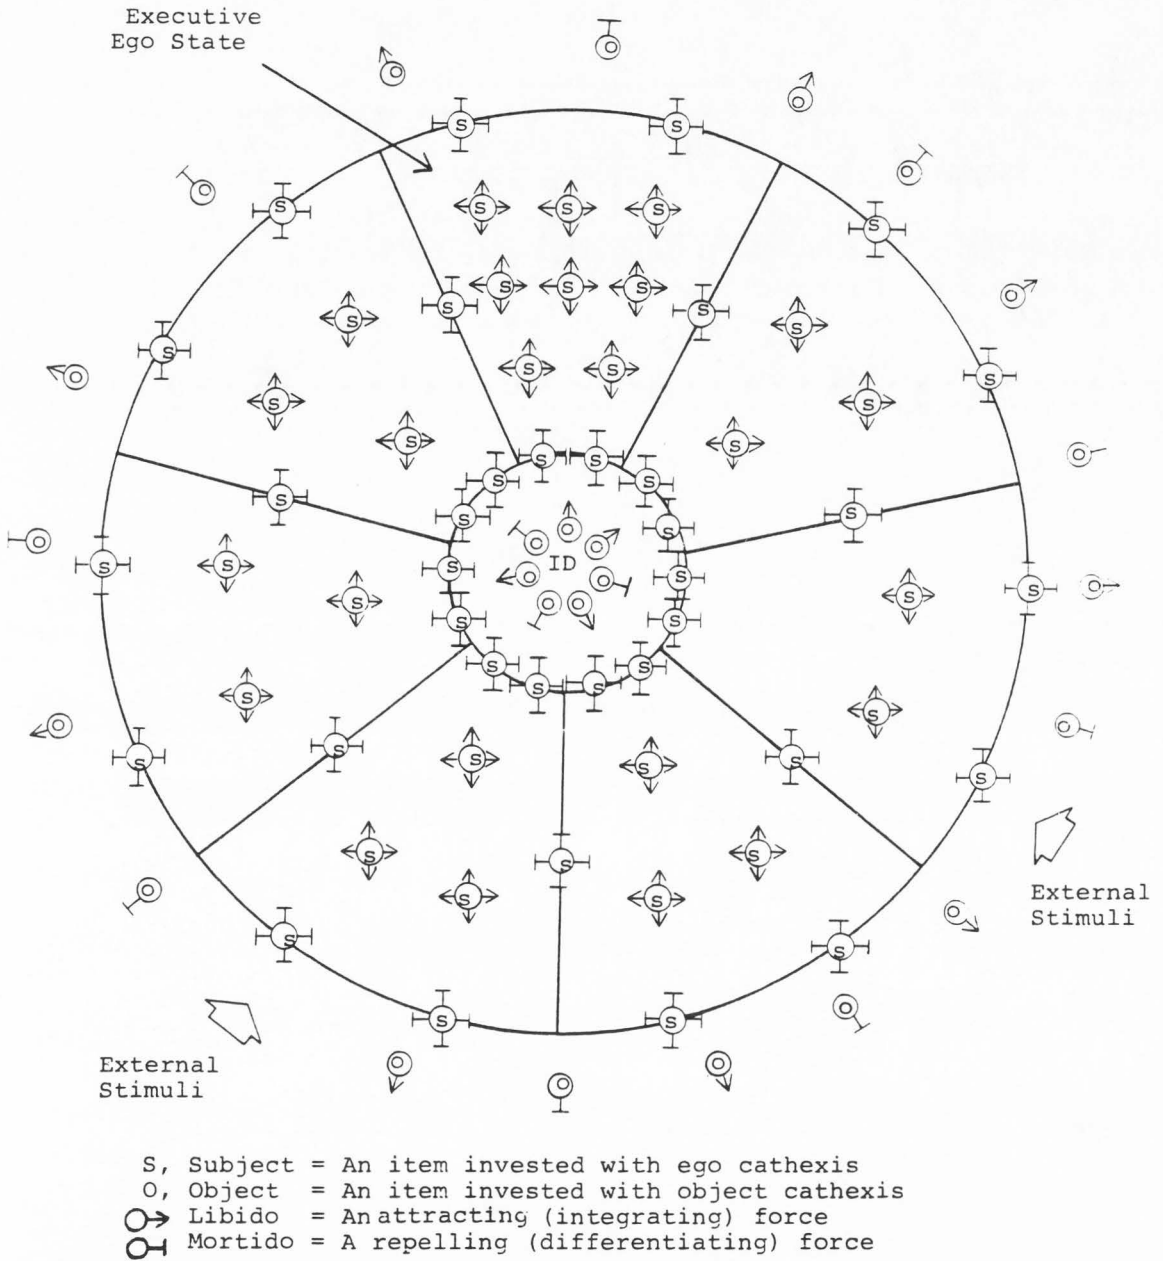 Executive
Ego State
ID
External
Stimuli
External
Stimuli
S, Subject = An item invested with ego cathexis
O, Object = An item invested with object cathexis
Libido = An attracting (integrating) force
Mortido = A repelling (differentiating) force